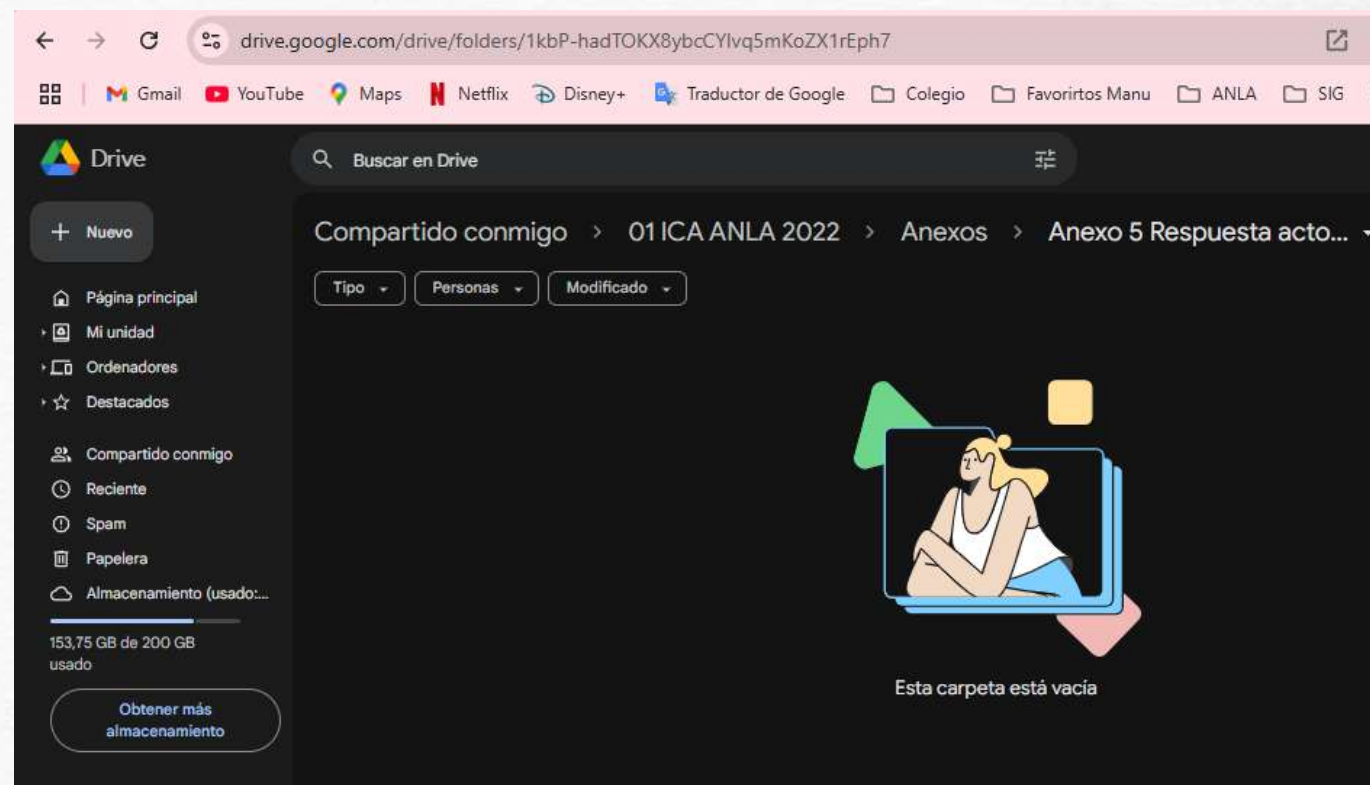 drive.google.com/drive/folders/1kbP-hadTOKX8ybcCYlvq5mKoZX1rEph7
Gmail YouTube Maps Netflix Disney+ Traductor de Google Colegio Favorirtos Manu ANLA SIG
Drive Buscar en Drive
Nuevo
Compartido conmigo > 01 ICA ANLA 2022 > Anexos > Anexo 5 Respuesta acto...
Tipo Personas Modificado
Página principal
Mi unidad
Ordenadores
Destacados
Compartido conmigo
Reciente
Spam
Papelera
Almacenamiento (usado:...
153,75 GB de 200 GB
usado
Obtener más
almacenamiento
Esta carpeta está vacía